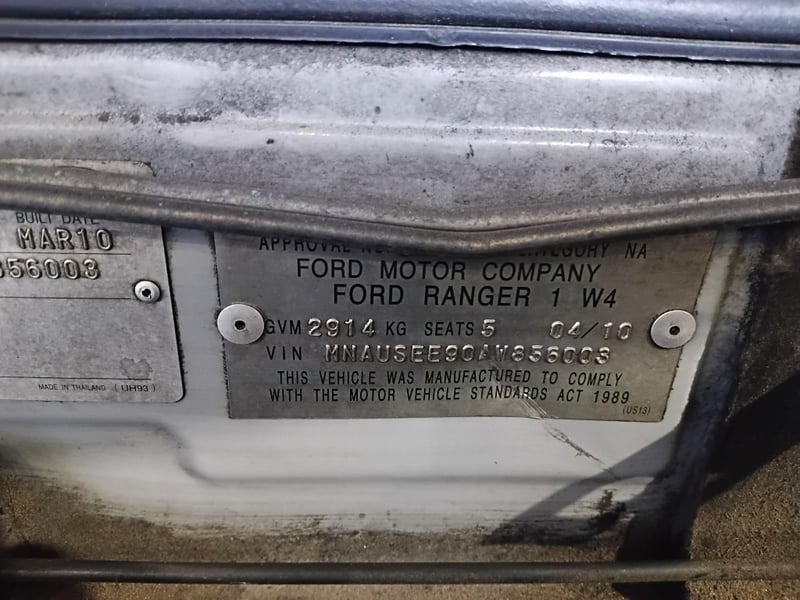 BUILT DATE
MAR10
856003
MADE IN THAILAND (UH93)
APPROVAL CATEGORY NA
FORD MOTOR COMPANY
FORD RANGER 1 W4
GVM 2914 KG SEATS 5 04/10
VIN MNAUSEE90AW856003
THIS VEHICLE WAS MANUFACTURED TO COMPLY
WITH THE MOTOR VEHICLE STANDARDS ACT 1989
(US13)